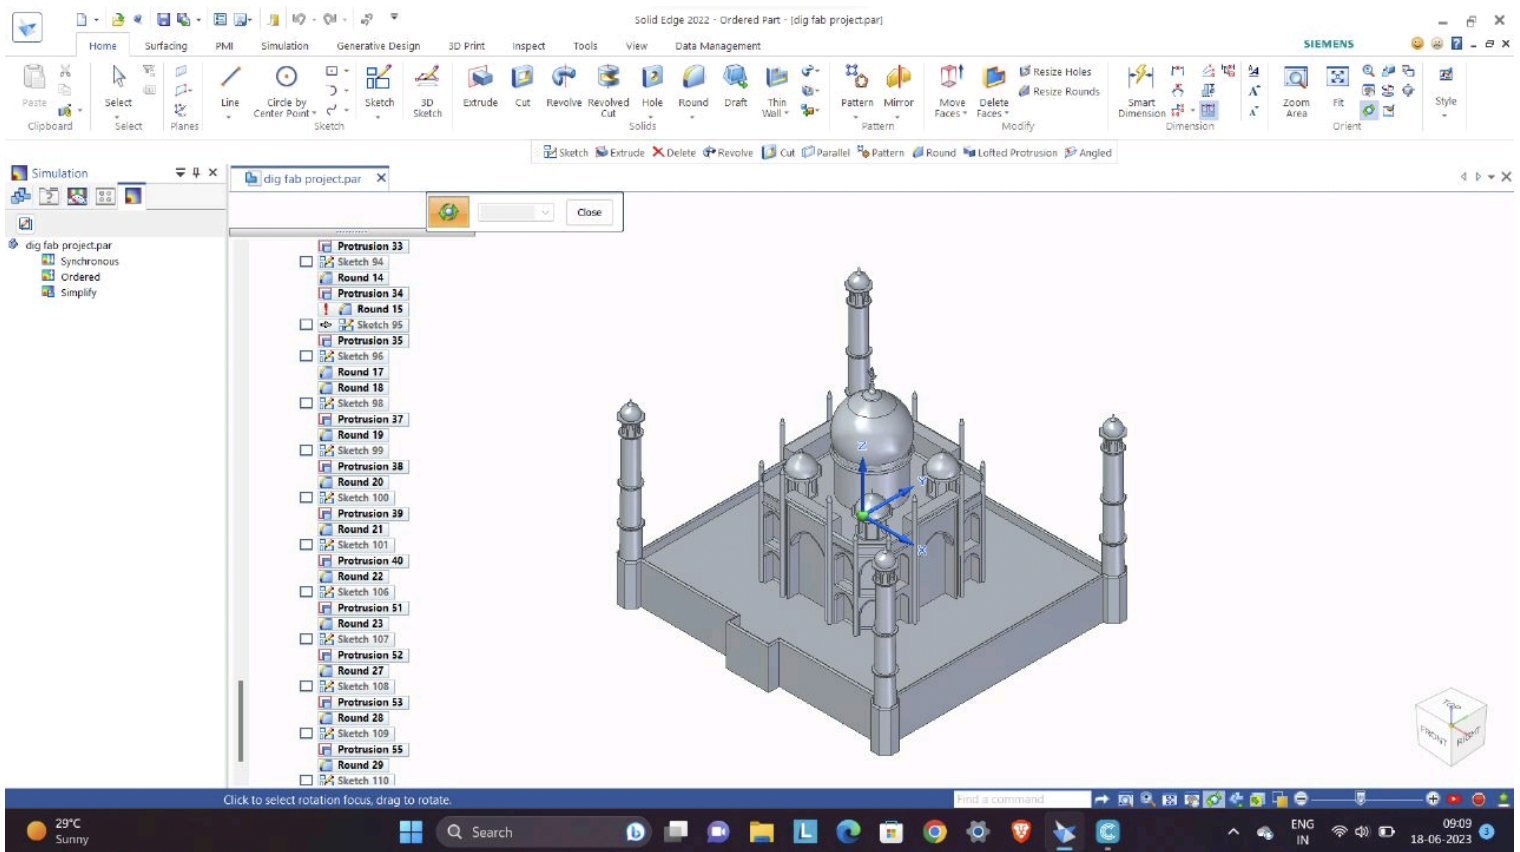 Solid Edge 2022 - Ordered Part - [dig fab project.par]
Home Surfacing PMI Simulation Generative Design 3D Print Inspect Tools View Data Management
SIEMENS
Paste
Clipboard
Select
Select
Planes
Line
Circle by Center Point
Sketch
3D Sketch
Sketch
Extrude
Cut
Revolve
Revolved Cut
Hole
Round
Draft
Thin Wall
Solids
Pattern
Mirror
Pattern
Move Faces
Delete Faces
Resize Holes
Resize Rounds
Modify
Smart Dimension
Dimension
Zoom Area
Fit
Orient
Style
Sketch Extrude Delete Revolve Cut Parallel Pattern Round Lofted Protrusion Angled
Simulation
dig fab project.par
Synchronous
Ordered
Simplify
dig fab project.par
Close
Protrusion 33
Sketch 94
Round 14
Protrusion 34
! Round 15
Sketch 95
Protrusion 35
Sketch 96
Round 17
Round 18
Sketch 98
Protrusion 37
Round 19
Sketch 99
Protrusion 38
Round 20
Sketch 100
Protrusion 39
Round 21
Sketch 101
Protrusion 40
Round 22
Sketch 106
Protrusion 51
Round 23
Sketch 107
Protrusion 52
Round 27
Sketch 108
Protrusion 53
Round 28
Sketch 109
Protrusion 55
Round 29
Sketch 110
Z
Y
X
TOP
FRONT
RIGHT
Click to select rotation focus, drag to rotate.
Find a command
29°C
Sunny
Search
ENG
IN
09:09
18-06-2023
3